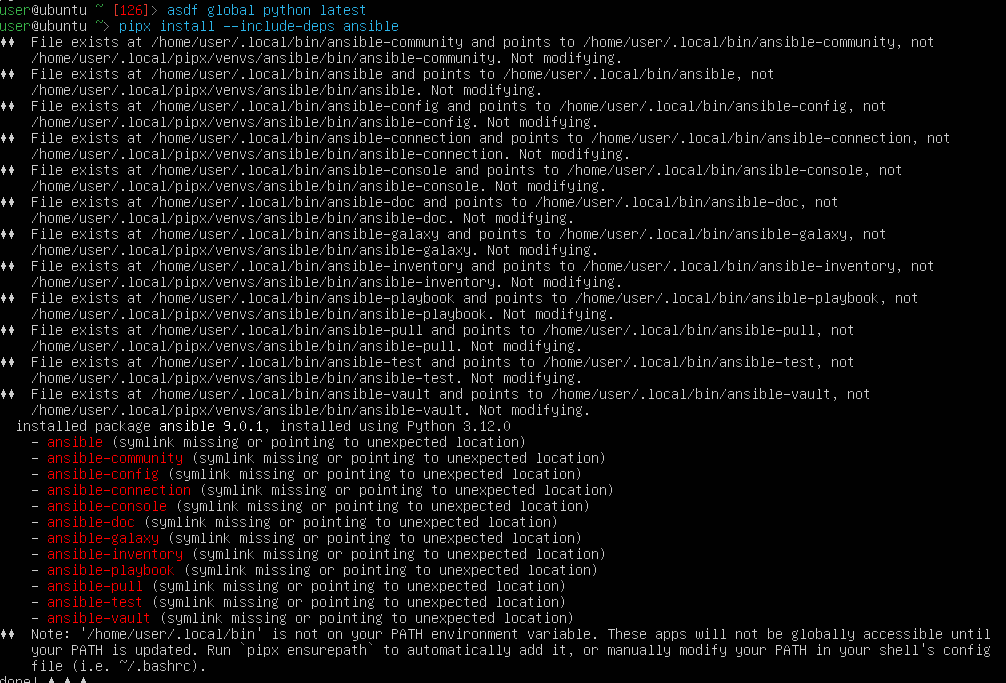 user@ubuntu ~ [126]> asdf global python latest
user@ubuntu ~> pipx install --include-deps ansible
♦♦  File exists at /home/user/.local/bin/ansible-community and points to /home/user/.local/bin/ansible-community, not
    /home/user/.local/pipx/venvs/ansible/bin/ansible-community. Not modifying.
♦♦  File exists at /home/user/.local/bin/ansible and points to /home/user/.local/bin/ansible, not
    /home/user/.local/pipx/venvs/ansible/bin/ansible. Not modifying.
♦♦  File exists at /home/user/.local/bin/ansible-config and points to /home/user/.local/bin/ansible-config, not
    /home/user/.local/pipx/venvs/ansible/bin/ansible-config. Not modifying.
♦♦  File exists at /home/user/.local/bin/ansible-connection and points to /home/user/.local/bin/ansible-connection, not
    /home/user/.local/pipx/venvs/ansible/bin/ansible-connection. Not modifying.
♦♦  File exists at /home/user/.local/bin/ansible-console and points to /home/user/.local/bin/ansible-console, not
    /home/user/.local/pipx/venvs/ansible/bin/ansible-console. Not modifying.
♦♦  File exists at /home/user/.local/bin/ansible-doc and points to /home/user/.local/bin/ansible-doc, not
    /home/user/.local/pipx/venvs/ansible/bin/ansible-doc. Not modifying.
♦♦  File exists at /home/user/.local/bin/ansible-galaxy and points to /home/user/.local/bin/ansible-galaxy, not
    /home/user/.local/pipx/venvs/ansible/bin/ansible-galaxy. Not modifying.
♦♦  File exists at /home/user/.local/bin/ansible-inventory and points to /home/user/.local/bin/ansible-inventory, not
    /home/user/.local/pipx/venvs/ansible/bin/ansible-inventory. Not modifying.
♦♦  File exists at /home/user/.local/bin/ansible-playbook and points to /home/user/.local/bin/ansible-playbook, not
    /home/user/.local/pipx/venvs/ansible/bin/ansible-playbook. Not modifying.
♦♦  File exists at /home/user/.local/bin/ansible-pull and points to /home/user/.local/bin/ansible-pull, not
    /home/user/.local/pipx/venvs/ansible/bin/ansible-pull. Not modifying.
♦♦  File exists at /home/user/.local/bin/ansible-test and points to /home/user/.local/bin/ansible-test, not
    /home/user/.local/pipx/venvs/ansible/bin/ansible-test. Not modifying.
♦♦  File exists at /home/user/.local/bin/ansible-vault and points to /home/user/.local/bin/ansible-vault, not
    /home/user/.local/pipx/venvs/ansible/bin/ansible-vault. Not modifying.
  installed package ansible 9.0.1, installed using Python 3.12.0
    - ansible (symlink missing or pointing to unexpected location)
    - ansible-community (symlink missing or pointing to unexpected location)
    - ansible-config (symlink missing or pointing to unexpected location)
    - ansible-connection (symlink missing or pointing to unexpected location)
    - ansible-console (symlink missing or pointing to unexpected location)
    - ansible-doc (symlink missing or pointing to unexpected location)
    - ansible-galaxy (symlink missing or pointing to unexpected location)
    - ansible-inventory (symlink missing or pointing to unexpected location)
    - ansible-playbook (symlink missing or pointing to unexpected location)
    - ansible-pull (symlink missing or pointing to unexpected location)
    - ansible-test (symlink missing or pointing to unexpected location)
    - ansible-vault (symlink missing or pointing to unexpected location)
♦♦  Note: '/home/user/.local/bin' is not on your PATH environment variable. These apps will not be globally accessible until
    your PATH is updated. Run `pipx ensurepath` to automatically add it, or manually modify your PATH in your shell's config
    file (i.e. ~/.bashrc).
done! ♦ ♦ ♦